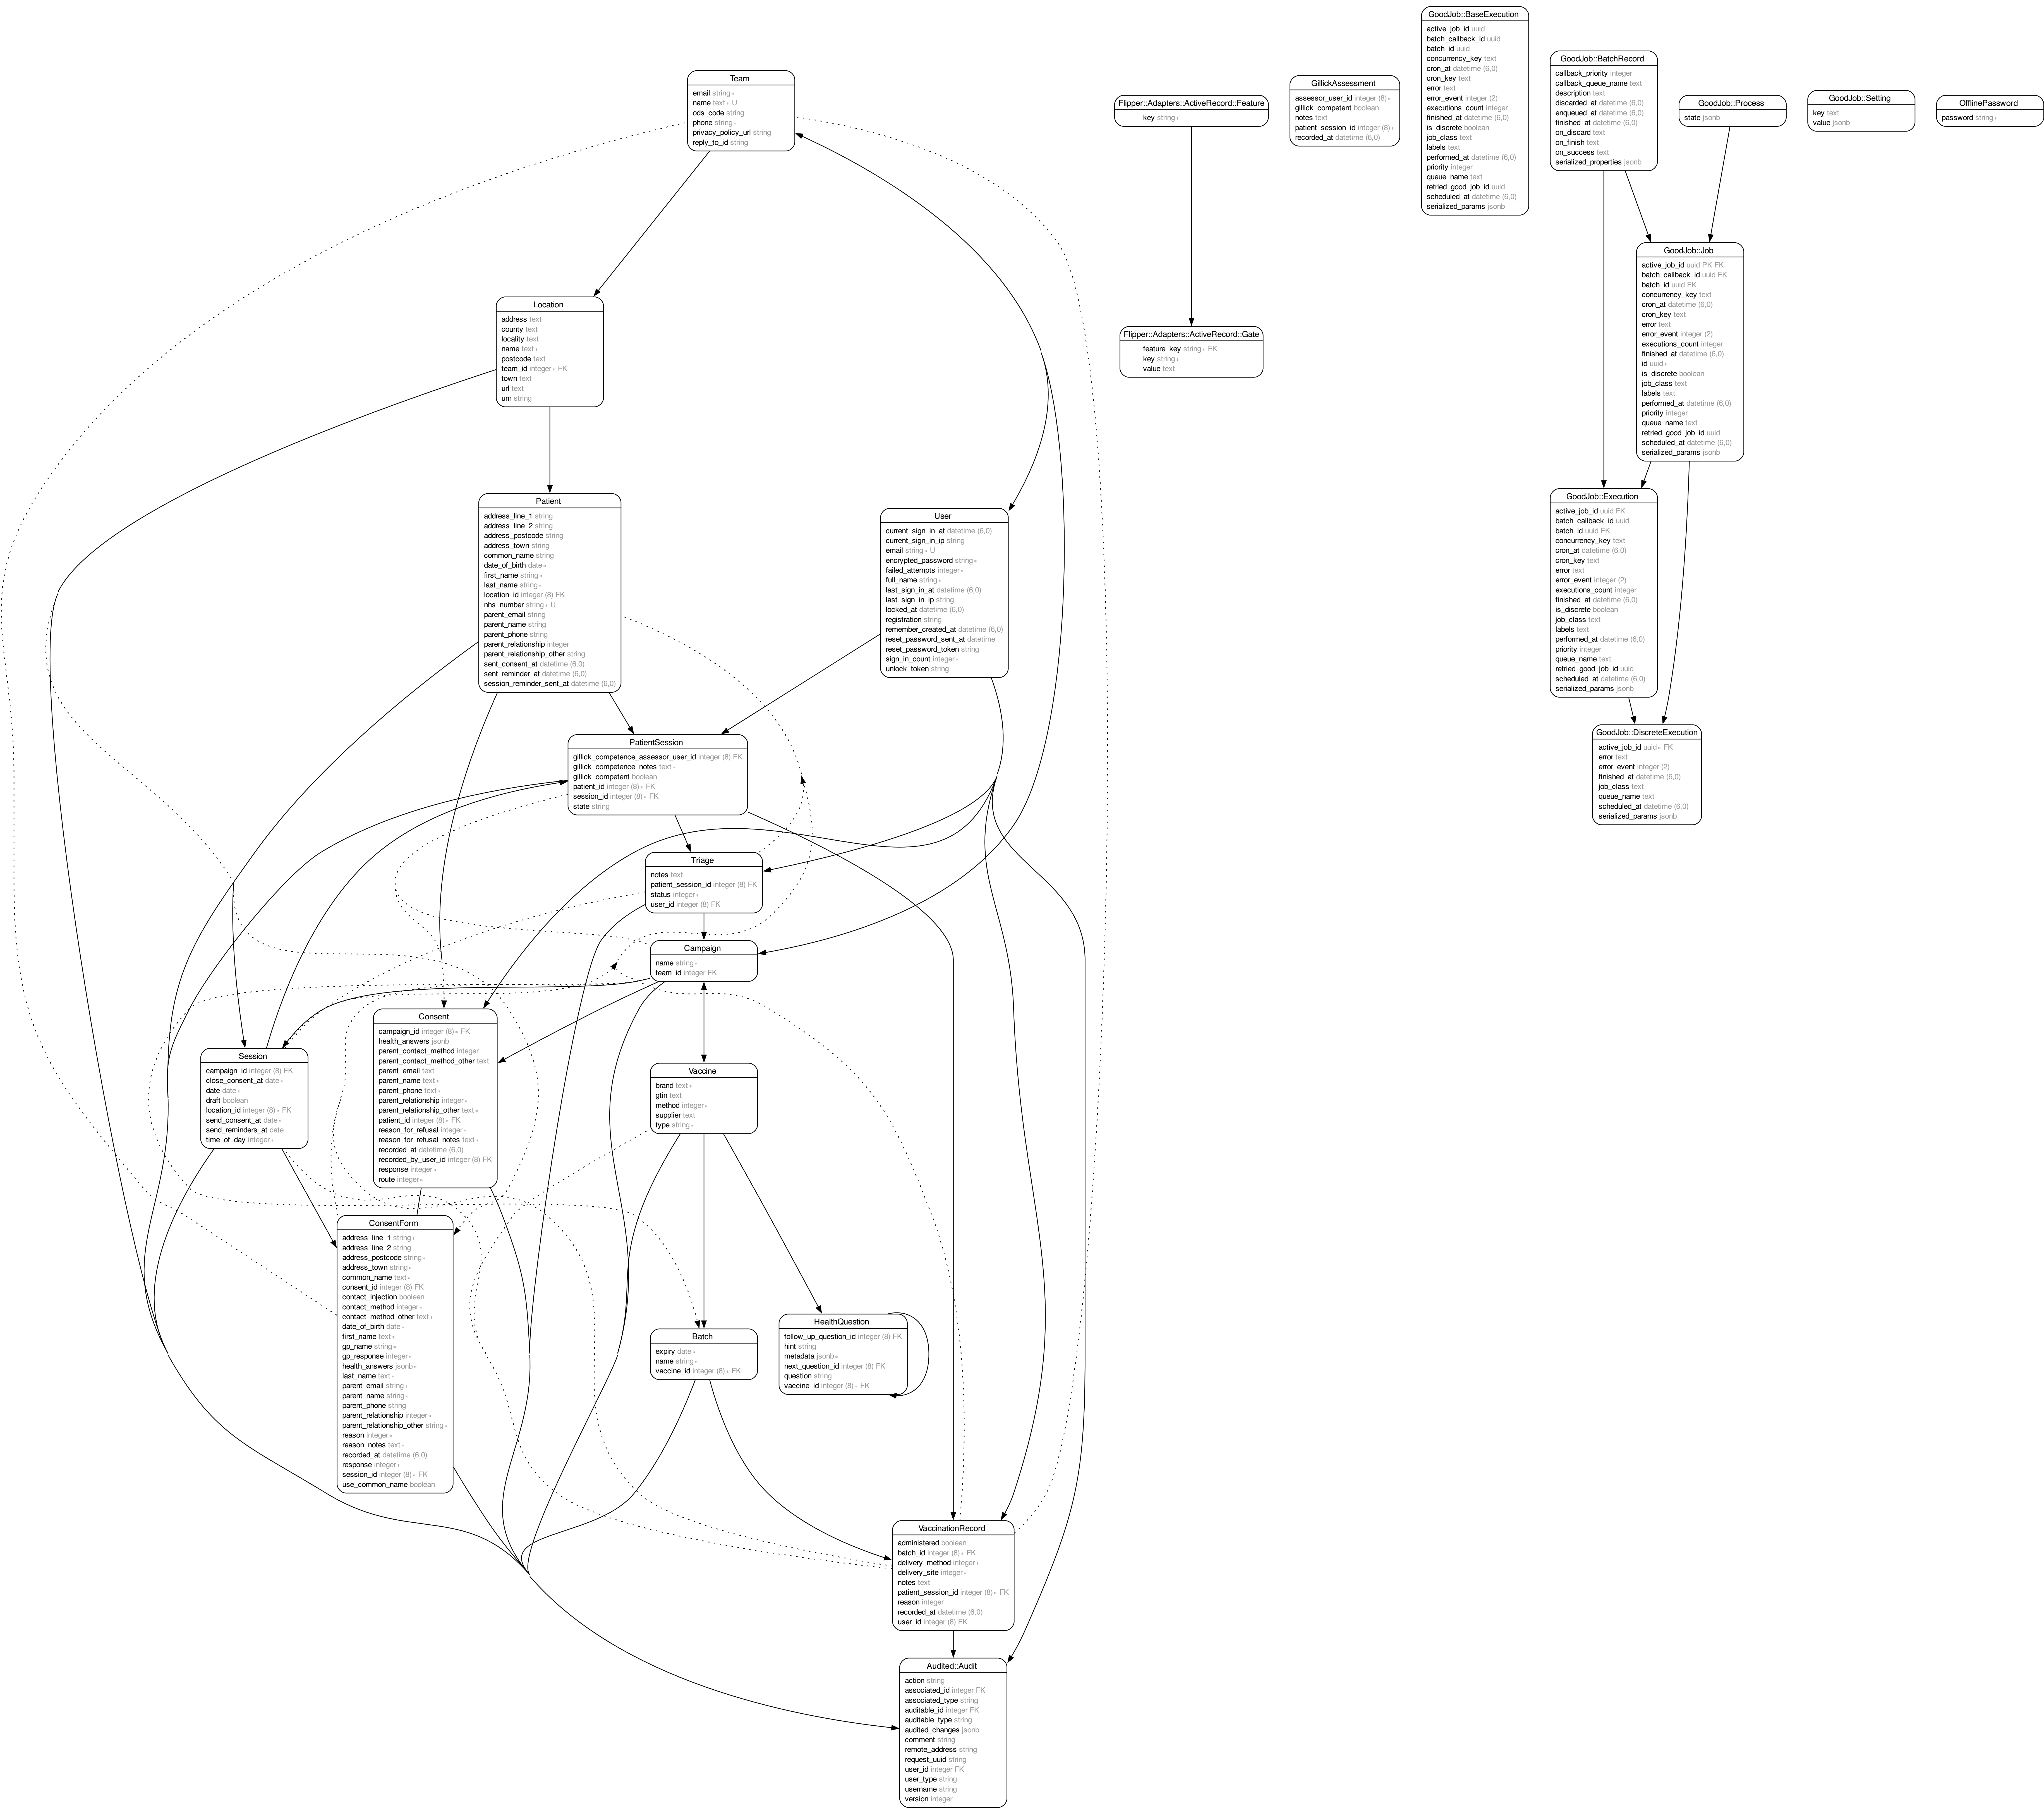 Team
email string ∗
name text ∗ U
ods_code string
phone string ∗
privacy_policy_url string
reply_to_id string
Location
address text
county text
locality text
name text ∗
postcode text
team_id integer ∗ FK
town text
url text
urn string
Patient
address_line_1 string
address_line_2 string
address_postcode string
address_town string
common_name string
date_of_birth date ∗
first_name string ∗
last_name string ∗
location_id integer (8) FK
nhs_number string ∗ U
parent_email string
parent_name string
parent_phone string
parent_relationship integer
parent_relationship_other string
sent_consent_at datetime (6,0)
sent_reminder_at datetime (6,0)
session_reminder_sent_at datetime (6,0)
User
current_sign_in_at datetime (6,0)
current_sign_in_ip string
email string ∗ U
encrypted_password string ∗
failed_attempts integer ∗
full_name string ∗
last_sign_in_at datetime (6,0)
last_sign_in_ip string
locked_at datetime (6,0)
registration string
remember_created_at datetime (6,0)
reset_password_sent_at datetime
reset_password_token string
sign_in_count integer ∗
unlock_token string
PatientSession
gillick_competence_assessor_user_id integer (8) FK
gillick_competence_notes text ∗
gillick_competent boolean
patient_id integer (8) ∗ FK
session_id integer (8) ∗ FK
state string
Triage
notes text
patient_session_id integer (8) FK
status integer ∗
user_id integer (8) FK
Campaign
name string ∗
team_id integer FK
Consent
campaign_id integer (8) ∗ FK
health_answers jsonb
parent_contact_method integer
parent_contact_method_other text
parent_email text
parent_name text ∗
parent_phone text ∗
parent_relationship integer ∗
parent_relationship_other text ∗
patient_id integer (8) ∗ FK
reason_for_refusal integer ∗
reason_for_refusal_notes text ∗
recorded_at datetime (6,0)
recorded_by_user_id integer (8) FK
response integer ∗
route integer ∗
Session
campaign_id integer (8) FK
close_consent_at date ∗
date date ∗
draft boolean
location_id integer (8) ∗ FK
send_consent_at date ∗
send_reminders_at date
time_of_day integer ∗
Vaccine
brand text ∗
gtin text
method integer ∗
supplier text
type string ∗
ConsentForm
address_line_1 string ∗
address_line_2 string
address_postcode string ∗
address_town string ∗
common_name text ∗
consent_id integer (8) FK
contact_injection boolean
contact_method integer ∗
contact_method_other text ∗
date_of_birth date ∗
first_name text ∗
gp_name string ∗
gp_response integer ∗
health_answers jsonb ∗
last_name text ∗
parent_email string ∗
parent_name string ∗
parent_phone string
parent_relationship integer ∗
parent_relationship_other string ∗
reason integer ∗
reason_notes text ∗
recorded_at datetime (6,0)
response integer ∗
session_id integer (8) ∗ FK
use_common_name boolean
Batch
expiry date ∗
name string ∗
vaccine_id integer (8) ∗ FK
HealthQuestion
follow_up_question_id integer (8) FK
hint string
metadata jsonb ∗
next_question_id integer (8) FK
question string
vaccine_id integer (8) ∗ FK
VaccinationRecord
administered boolean
batch_id integer (8) ∗ FK
delivery_method integer ∗
delivery_site integer ∗
notes text
patient_session_id integer (8) ∗ FK
reason integer
recorded_at datetime (6,0)
user_id integer (8) FK
Audited::Audit
action string
associated_id integer FK
associated_type string
auditable_id integer FK
auditable_type string
audited_changes jsonb
comment string
remote_address string
request_uuid string
user_id integer FK
user_type string
username string
version integer
Flipper::Adapters::ActiveRecord::Feature
key string ∗
Flipper::Adapters::ActiveRecord::Gate
feature_key string ∗ FK
key string ∗
value text
GillickAssessment
assessor_user_id integer (8) ∗
gillick_competent boolean
notes text
patient_session_id integer (8) ∗
recorded_at datetime (6,0)
GoodJob::BaseExecution
active_job_id uuid
batch_callback_id uuid
batch_id uuid
concurrency_key text
cron_at datetime (6,0)
cron_key text
error text
error_event integer (2)
executions_count integer
finished_at datetime (6,0)
is_discrete boolean
job_class text
labels text
performed_at datetime (6,0)
priority integer
queue_name text
retried_good_job_id uuid
scheduled_at datetime (6,0)
serialized_params jsonb
GoodJob::BatchRecord
callback_priority integer
callback_queue_name text
description text
discarded_at datetime (6,0)
enqueued_at datetime (6,0)
finished_at datetime (6,0)
on_discard text
on_finish text
on_success text
serialized_properties jsonb
GoodJob::Process
state jsonb
GoodJob::Setting
key text
value jsonb
OfflinePassword
password string ∗
GoodJob::Job
active_job_id uuid PK FK
batch_callback_id uuid FK
batch_id uuid FK
concurrency_key text
cron_at datetime (6,0)
cron_key text
error text
error_event integer (2)
executions_count integer
finished_at datetime (6,0)
id uuid ∗
is_discrete boolean
job_class text
labels text
performed_at datetime (6,0)
priority integer
queue_name text
retried_good_job_id uuid
scheduled_at datetime (6,0)
serialized_params jsonb
GoodJob::Execution
active_job_id uuid FK
batch_callback_id uuid
batch_id uuid FK
concurrency_key text
cron_at datetime (6,0)
cron_key text
error text
error_event integer (2)
executions_count integer
finished_at datetime (6,0)
is_discrete boolean
job_class text
labels text
performed_at datetime (6,0)
priority integer
queue_name text
retried_good_job_id uuid
scheduled_at datetime (6,0)
serialized_params jsonb
GoodJob::DiscreteExecution
active_job_id uuid ∗ FK
error text
error_event integer (2)
finished_at datetime (6,0)
job_class text
queue_name text
scheduled_at datetime (6,0)
serialized_params jsonb